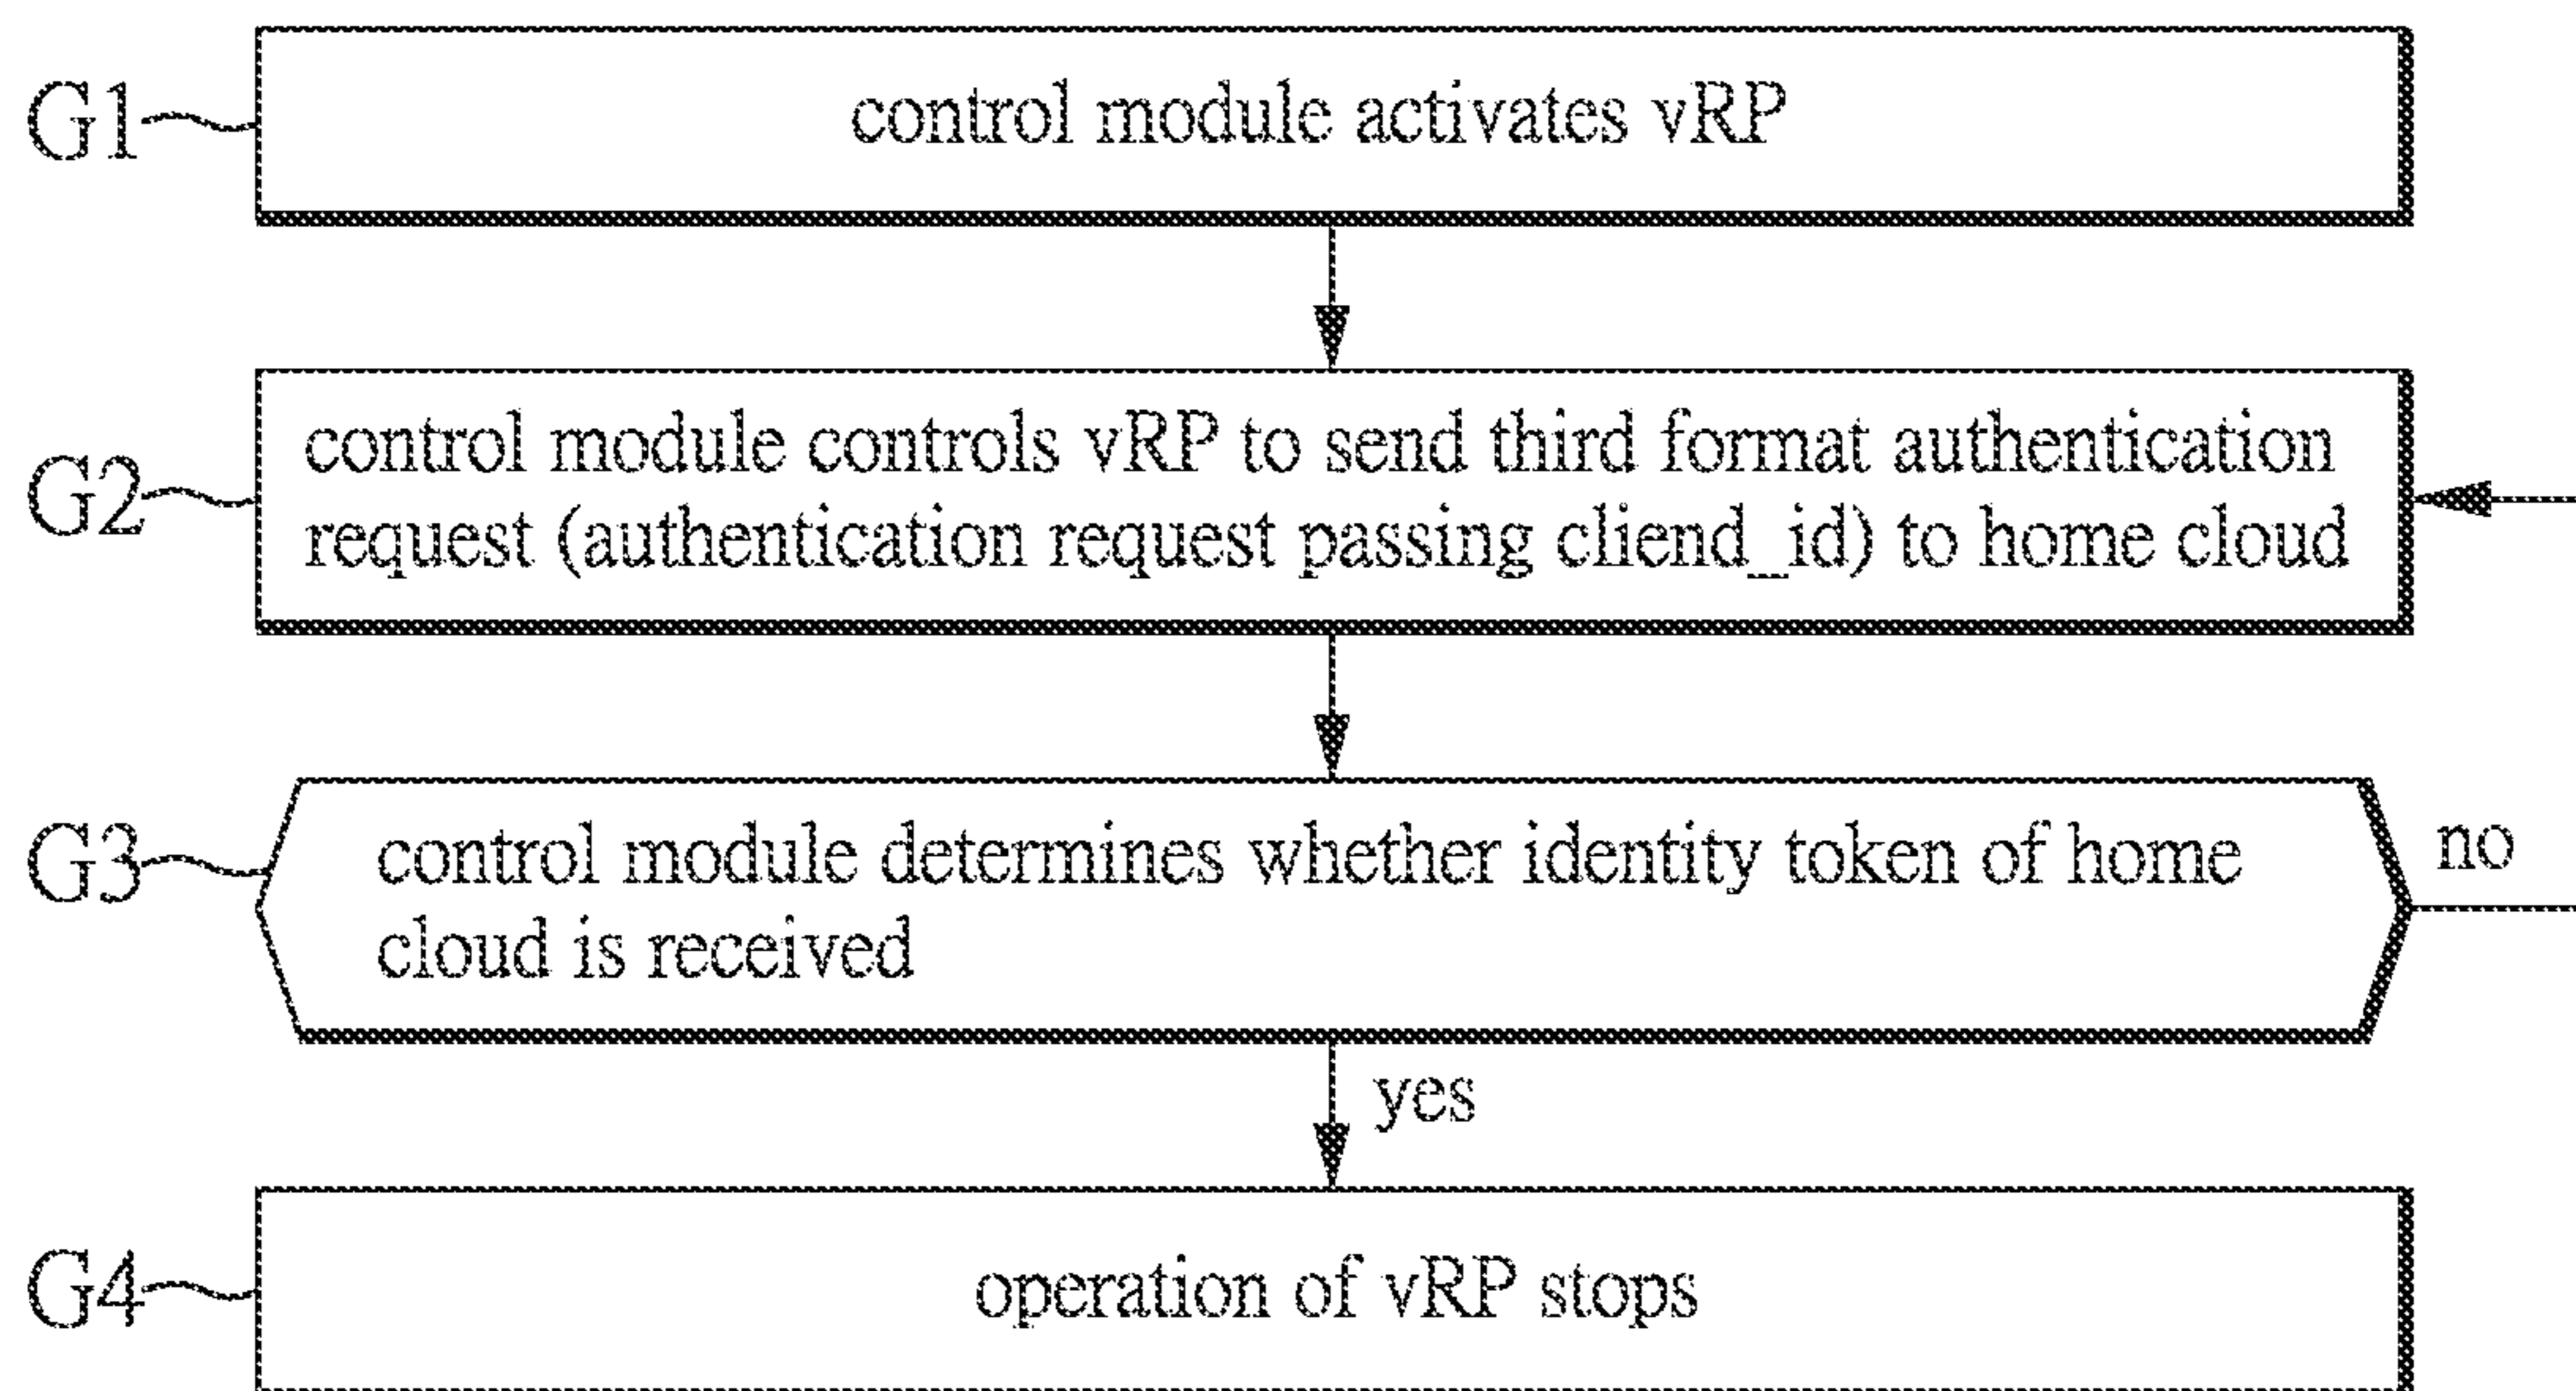 G1
control module activates vRP
G2
control module controls vRP to send third format authentication
request (authentication request passing cliend_id) to home cloud
G3
control module determines whether identity token of home
cloud is received
no
yes
G4
operation of vRP stops